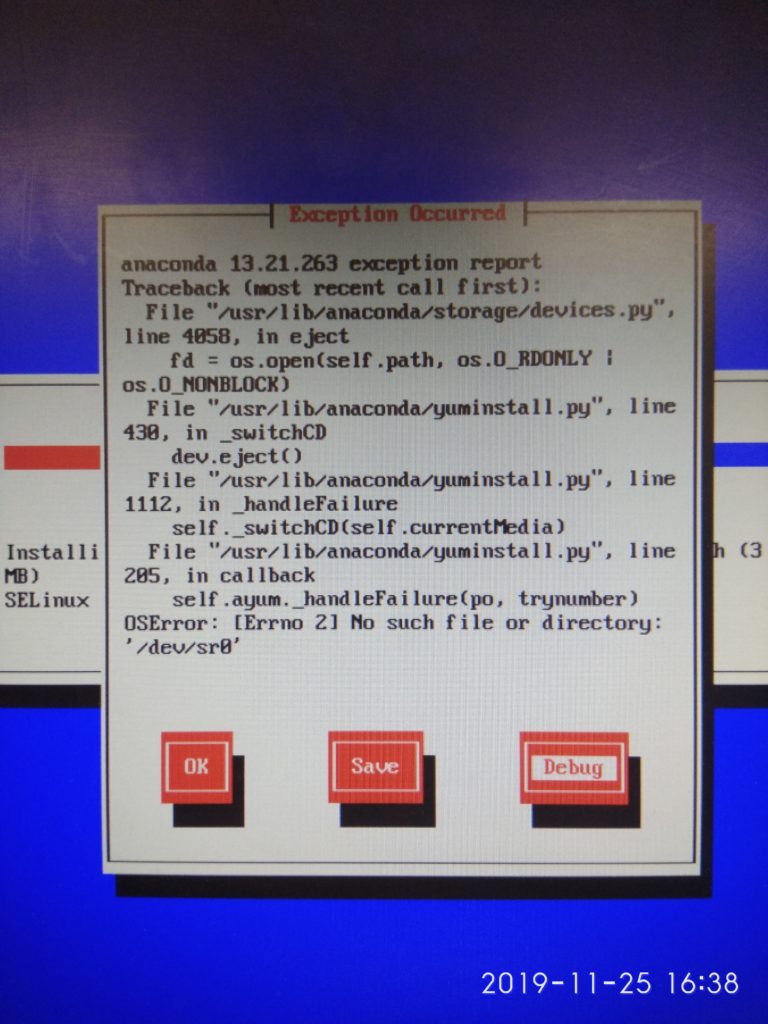 Exception Occurred
anaconda 13.21.263 exception report
Traceback (most recent call first):
File "/usr/lib/anaconda/storage/devices.py",
line 4058, in eject
fd = os.open(self.path, os.O_RDONLY |
os.O_NONBLOCK)
File "/usr/lib/anaconda/yuminstall.py", line
430, in _switchCD
dev.eject()
File "/usr/lib/anaconda/yuminstall.py", line
1112, in _handleFailure
self._switchCD(self.currentMedia)
File "/usr/lib/anaconda/yuminstall.py", line
205, in callback
self.ayum._handleFailure(po, trynumber)
OSError: [Errno 2] No such file or directory:
'/dev/sr0'
Installi
h (3
MB)
SELinux
OK Save Debug
2019-11-25 16:38